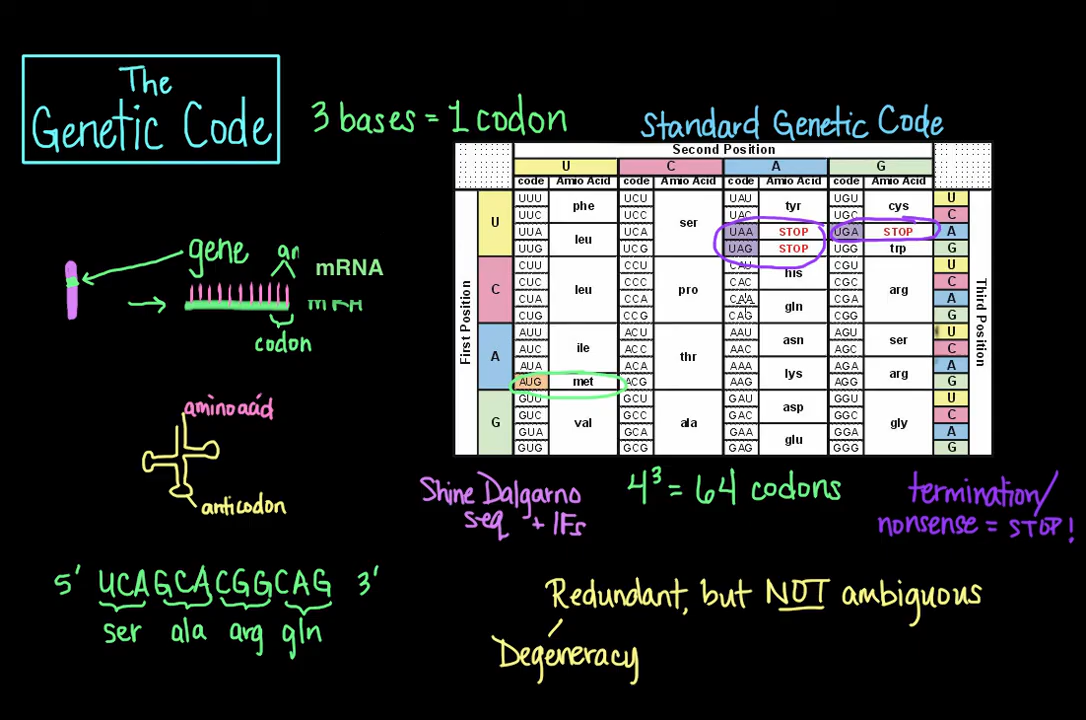 The
Genetic Code
3 bases = 1 codon
Standard Genetic Code
Second Position
U C A G
code Amio Acid code Amio Acid code Amio Acid code Amio Acid
First Position
Third Position
U
UUU phe UCU ser UAU tyr UGU cys U
UUC UCC UAC UGC C
UUA leu UCA UAA STOP UGA STOP A
UUG UCG UAG STOP UGG trp G
C
CUU leu CCU pro CAU his CGU arg U
CUC CCC CAC CGC C
CUA CCA CAA gln CGA A
CUG CCG CAG CGG G
A
AUU ile ACU thr AAU asn AGU ser U
AUC ACC AAC AGC C
AUA ACA AAA lys AGA arg A
AUG met ACG AAG AGG G
G
GUU val GCU ala GAU asp GGU gly U
GUC GCC GAC GGC C
GUA GCA GAA glu GGA A
GUG GCG GAG GGG G
gene
mRNA
codon
amino acid
anticodon
Shine Dalgarno
seq + IFs
4³ = 64 codons
termination/
nonsense = STOP!
5' UCAGCACGGCAG 3'
ser ala arg gln
Redundant, but NOT ambiguous
Degeneracy